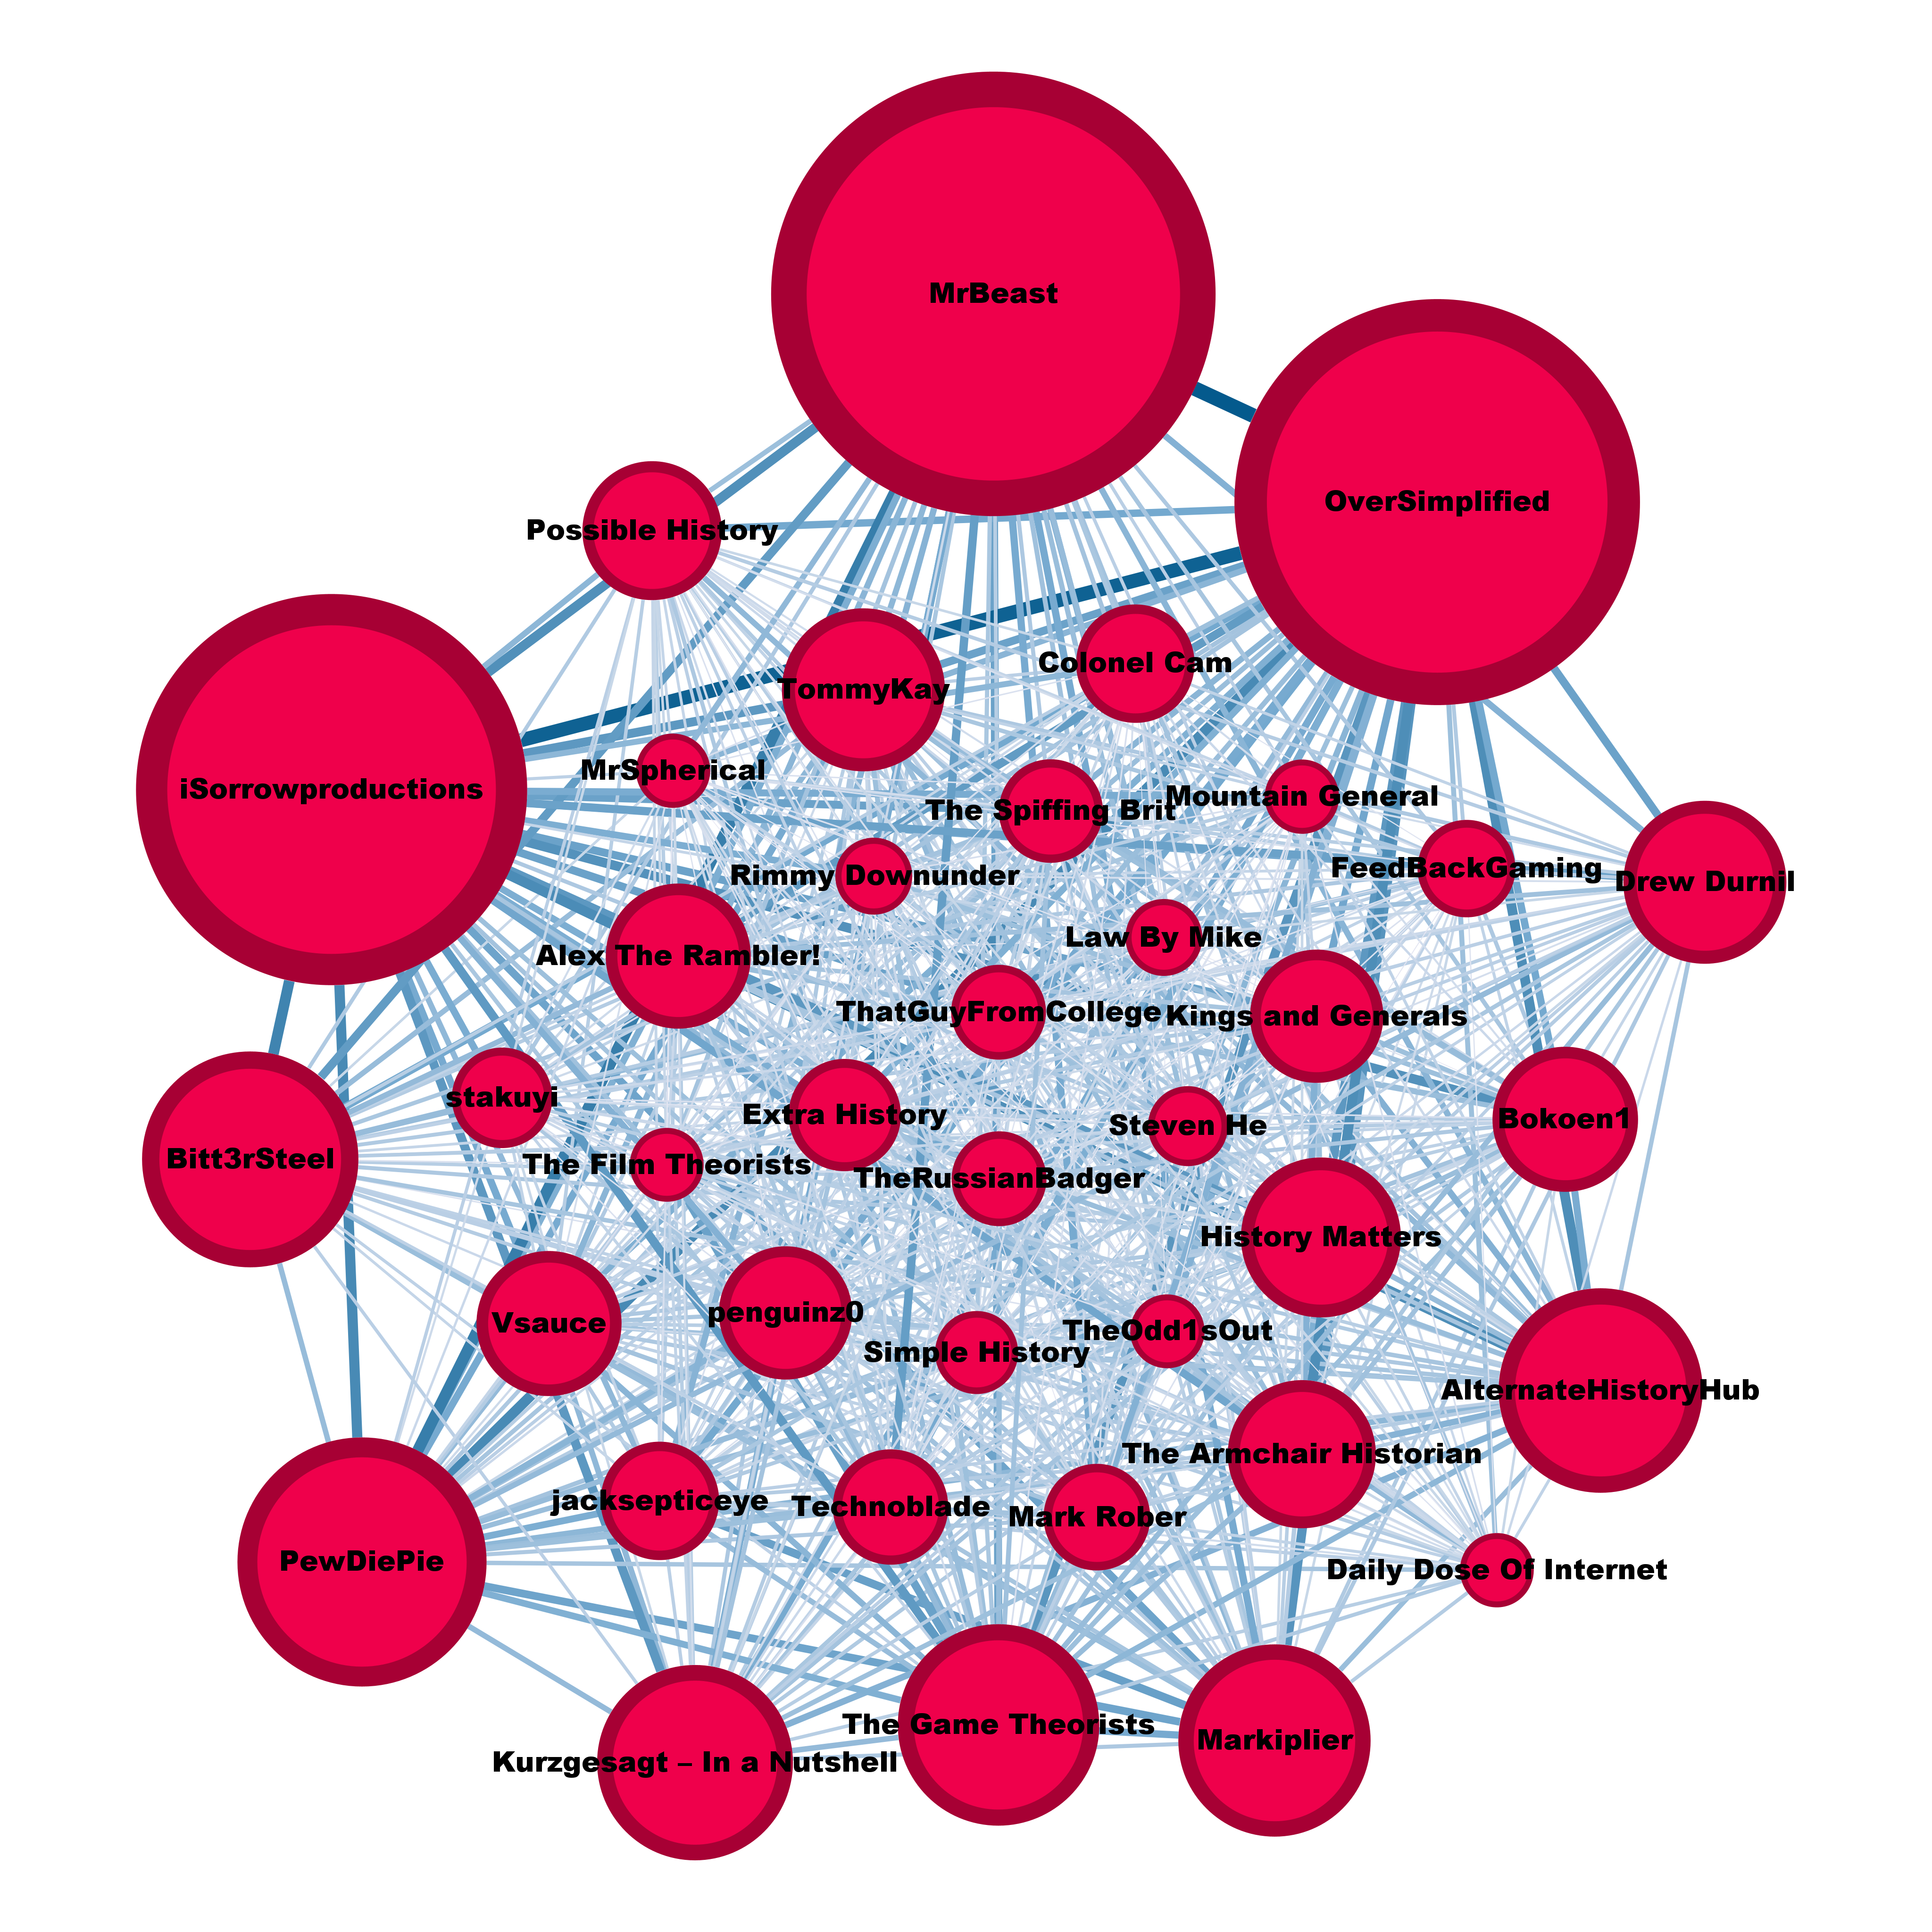 MrBeast
OverSimplified
Possible History
Colonel Cam
TommyKay
MrSpherical
iSorrowproductions
The Spiffing Brit
Mountain General
FeedBackGaming
Rimmy Downunder
Drew Durnil
Law By Mike
Alex The Rambler!
ThatGuyFromCollege
Kings and Generals
stakuyi
Extra History
Bokoen1
Steven He
Bitt3rSteel
The Film Theorists
TheRussianBadger
History Matters
penguinz0
Vsauce
TheOdd1sOut
Simple History
AlternateHistoryHub
The Armchair Historian
jacksepticeye
Technoblade
Mark Rober
PewDiePie
Daily Dose Of Internet
The Game Theorists
Markiplier
Kurzgesagt – In a Nutshell